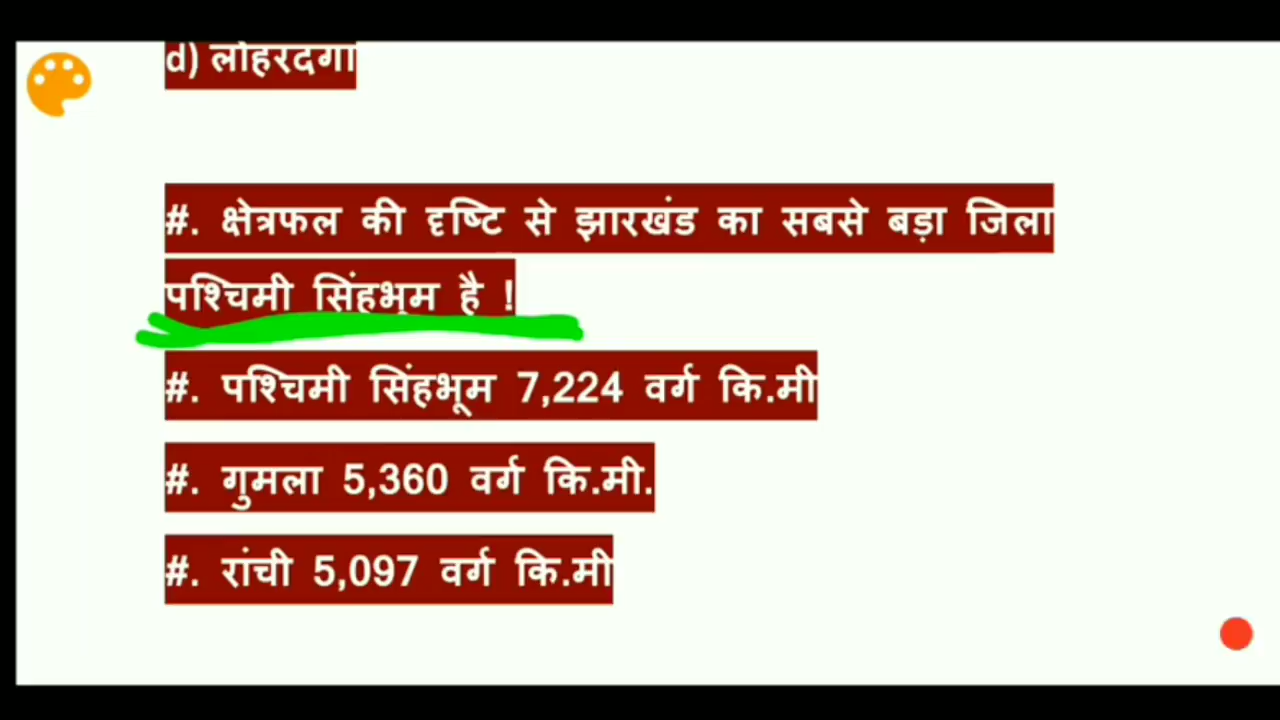 d) लोहरदगा
#. क्षेत्रफल की दृष्टि से झारखंड का सबसे बड़ा जिला
पश्चिमी सिंहभूम है !
#. पश्चिमी सिंहभूम 7,224 वर्ग कि.मी
#. गुमला 5,360 वर्ग कि.मी.
#. रांची 5,097 वर्ग कि.मी